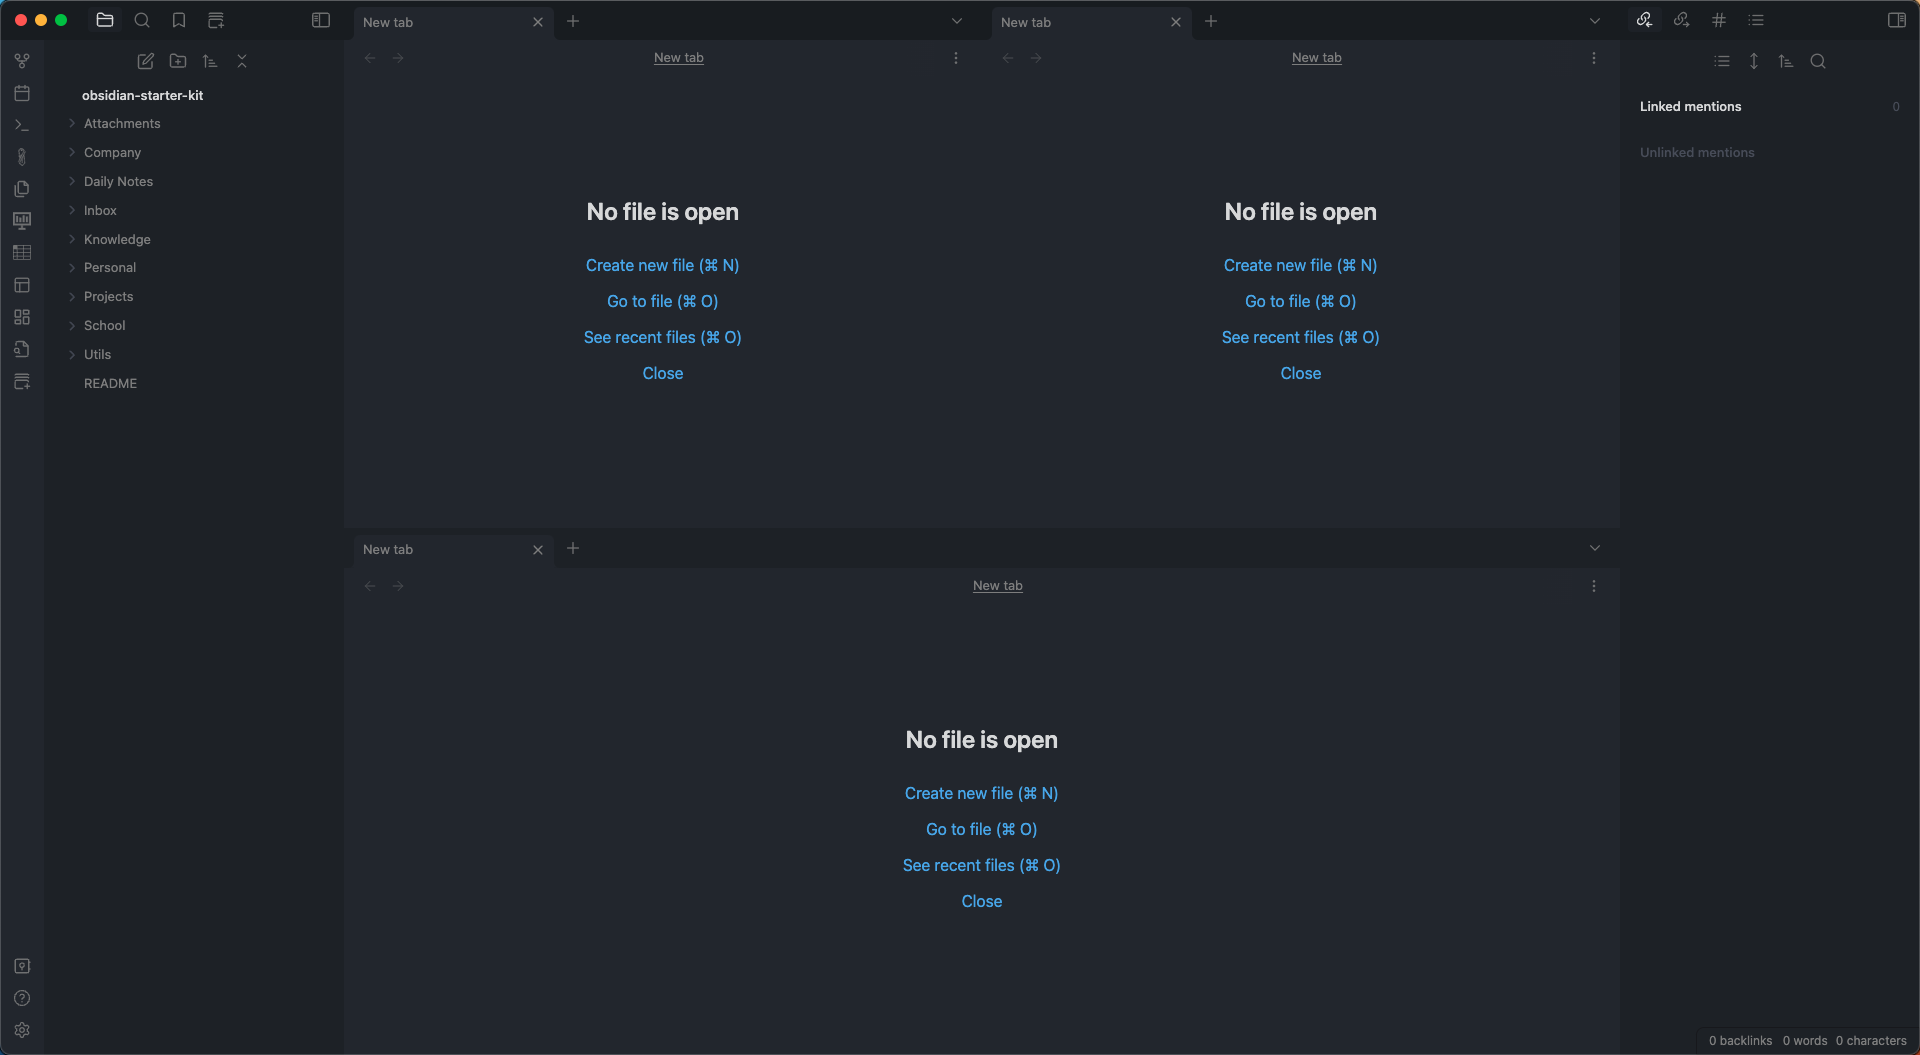 New tab
New tab
obsidian-starter-kit
Attachments
Company
Daily Notes
Inbox
Knowledge
Personal
Projects
School
Utils
README
New tab
No file is open
Create new file (⌘ N)
Go to file (⌘ O)
See recent files (⌘ O)
Close
New tab
No file is open
Create new file (⌘ N)
Go to file (⌘ O)
See recent files (⌘ O)
Close
New tab
New tab
No file is open
Create new file (⌘ N)
Go to file (⌘ O)
See recent files (⌘ O)
Close
Linked mentions 0
Unlinked mentions
0 backlinks 0 words 0 characters